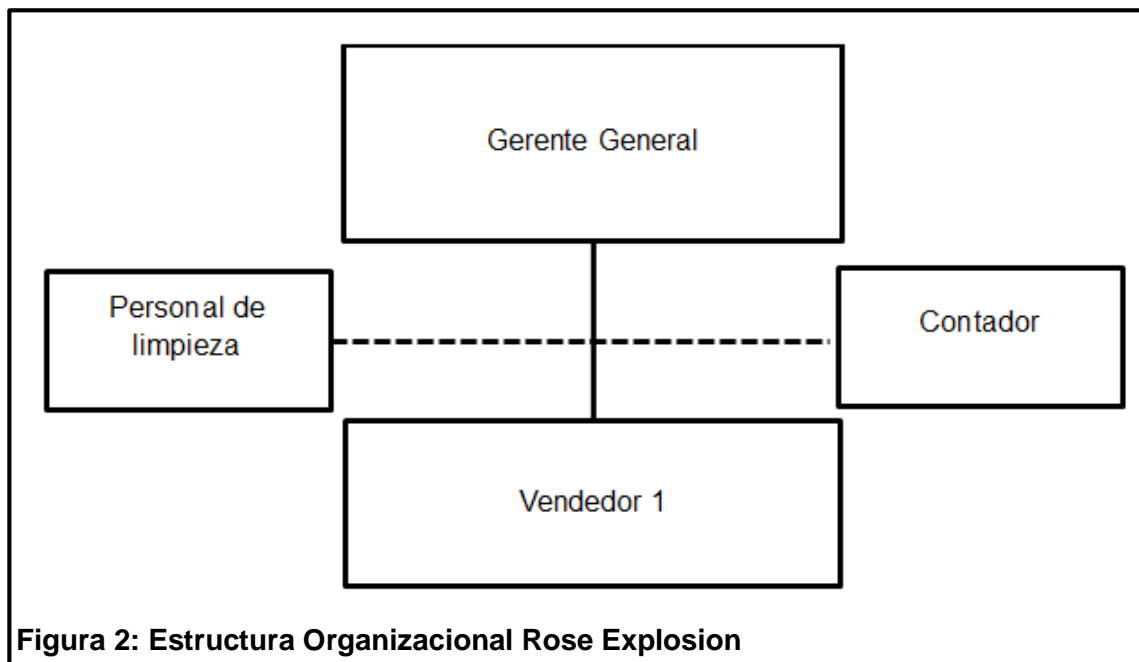 Gerente General
Personal de
limpieza
Contador
Vendedor 1
Figura 2: Estructura Organizacional Rose Explosion